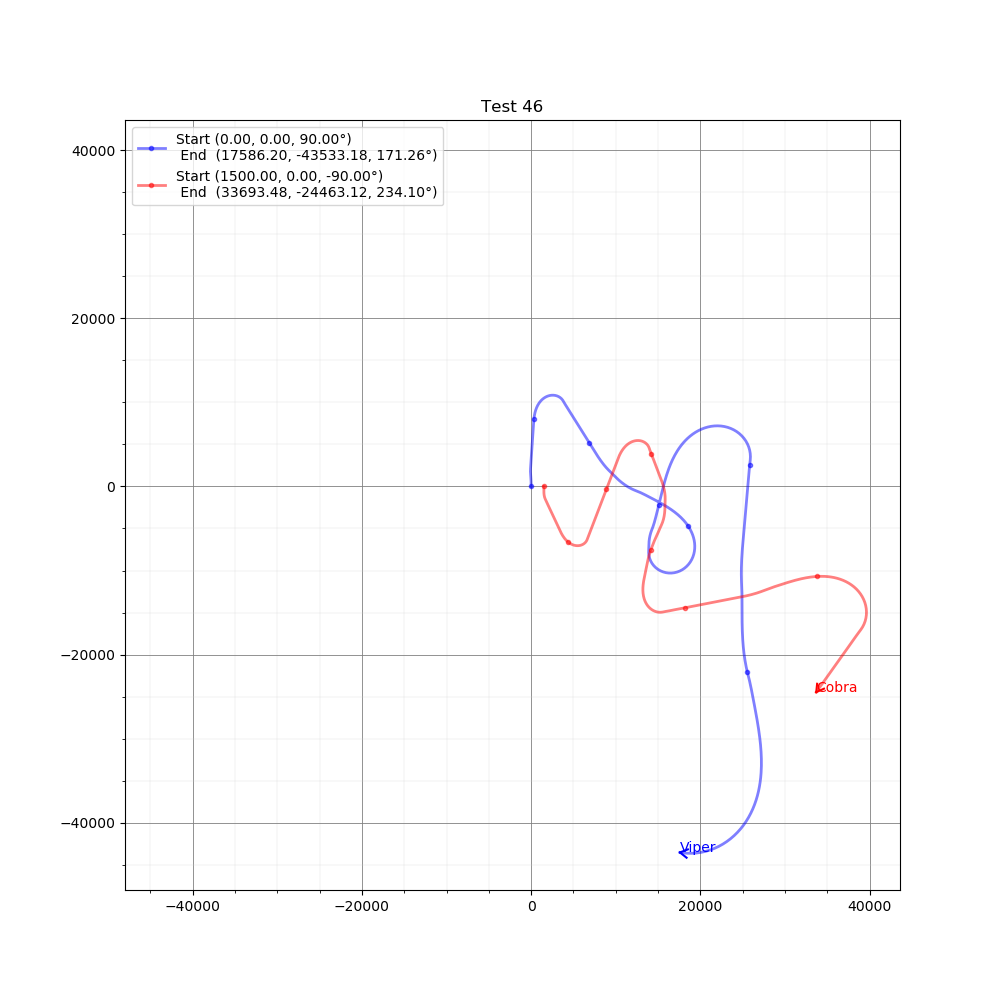 Test 46
Start (0.00, 0.00, 90.00°)
End  (17586.20, -43533.18, 171.26°)
Start (1500.00, 0.00, -90.00°)
End  (33693.48, -24463.12, 234.10°)
40000
20000
0
−20000
−40000
Cobra
Viper
−40000
−20000
0
20000
40000